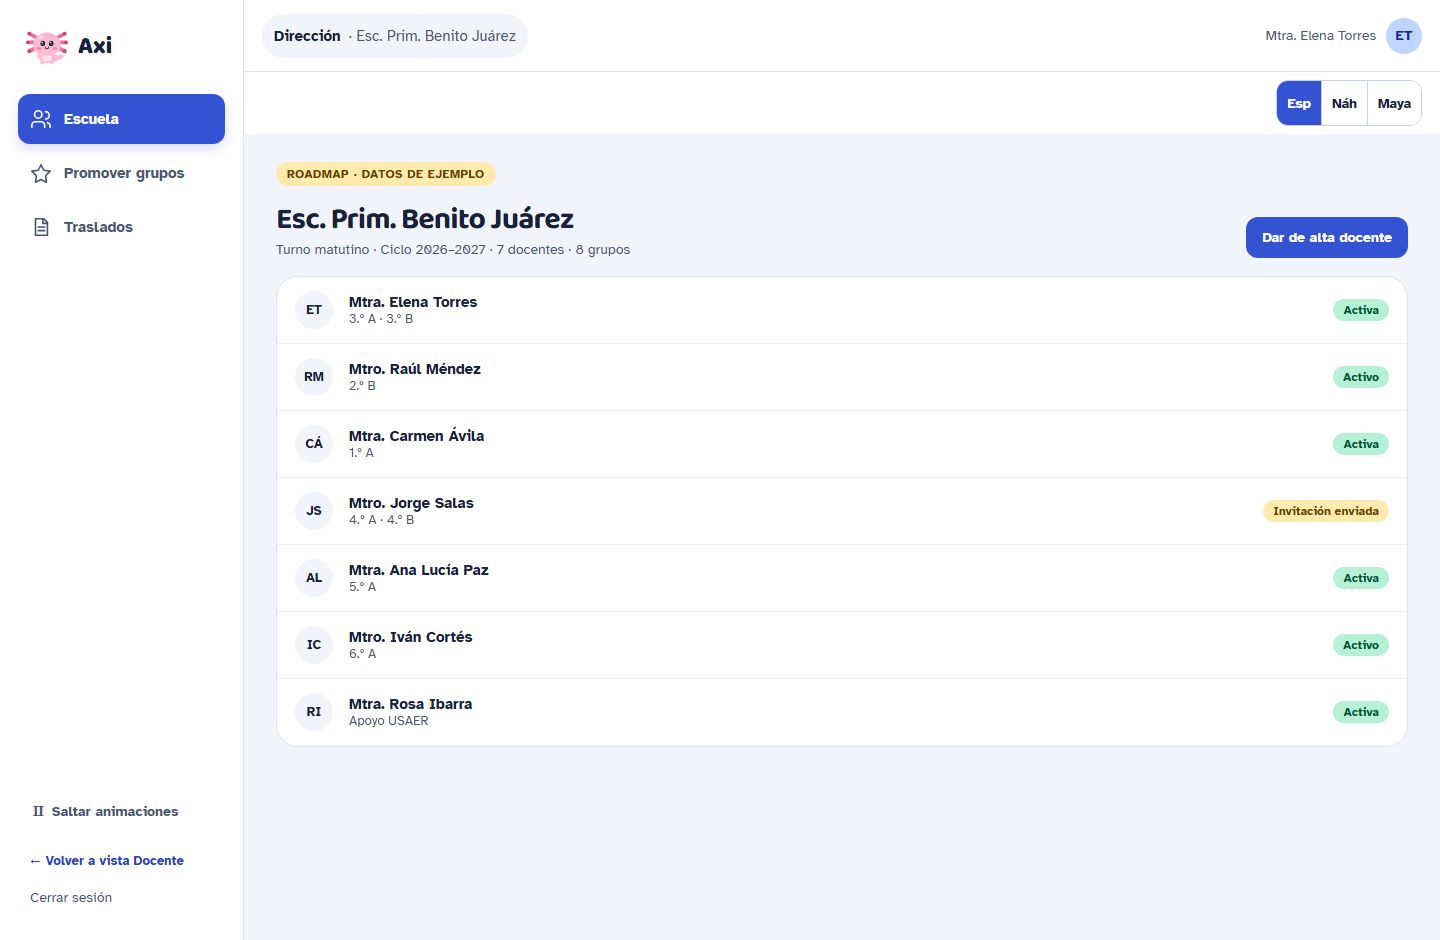 Axi
Escuela
Promover grupos
Traslados
II Saltar animaciones
← Volver a vista Docente
Cerrar sesión
Dirección · Esc. Prim. Benito Juárez
Mtra. Elena Torres ET
Esp Náh Maya
ROADMAP · DATOS DE EJEMPLO
Esc. Prim. Benito Juárez
Turno matutino · Ciclo 2026–2027 · 7 docentes · 8 grupos
Dar de alta docente
ET Mtra. Elena Torres Activa
3.° A · 3.° B
RM Mtro. Raúl Méndez Activo
2.° B
CÁ Mtra. Carmen Ávila Activa
1.° A
JS Mtro. Jorge Salas Invitación enviada
4.° A · 4.° B
AL Mtra. Ana Lucía Paz Activa
5.° A
IC Mtro. Iván Cortés Activo
6.° A
RI Mtra. Rosa Ibarra Activa
Apoyo USAER